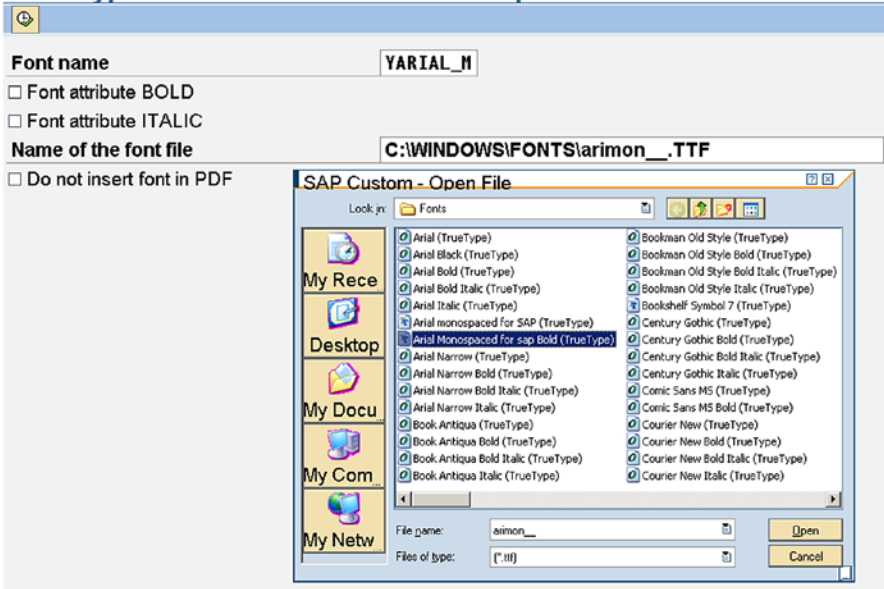 Font name YARIAL_M
Font attribute BOLD
Font attribute ITALIC
Name of the font file C:\WINDOWS\FONTS\arimon__.TTF
Do not insert font in PDF
SAP Custom - Open File
Look in: Fonts
My Rece...
Desktop
My Docu...
My Com...
My Netw...
Arial (TrueType)
Arial Black (TrueType)
Arial Bold (TrueType)
Arial Bold Italic (TrueType)
Arial Italic (TrueType)
Arial monospaced for SAP (TrueType)
Arial Monospaced for sap Bold (TrueType)
Arial Narrow (TrueType)
Arial Narrow Bold (TrueType)
Arial Narrow Bold Italic (TrueType)
Arial Narrow Italic (TrueType)
Book Antiqua (TrueType)
Book Antiqua Bold (TrueType)
Book Antiqua Bold Italic (TrueType)
Book Antiqua Italic (TrueType)
Bookman Old Style (TrueType)
Bookman Old Style Bold (TrueType)
Bookman Old Style Bold Italic (TrueType)
Bookman Old Style Italic (TrueType)
Bookshelf Symbol 7 (TrueType)
Century Gothic (TrueType)
Century Gothic Bold (TrueType)
Century Gothic Bold Italic (TrueType)
Century Gothic Italic (TrueType)
Comic Sans MS (TrueType)
Comic Sans MS Bold (TrueType)
Courier New (TrueType)
Courier New Bold (TrueType)
Courier New Bold Italic (TrueType)
Courier New Italic (TrueType)
File name: arimon__ Open
Files of type: (*.ttf) Cancel